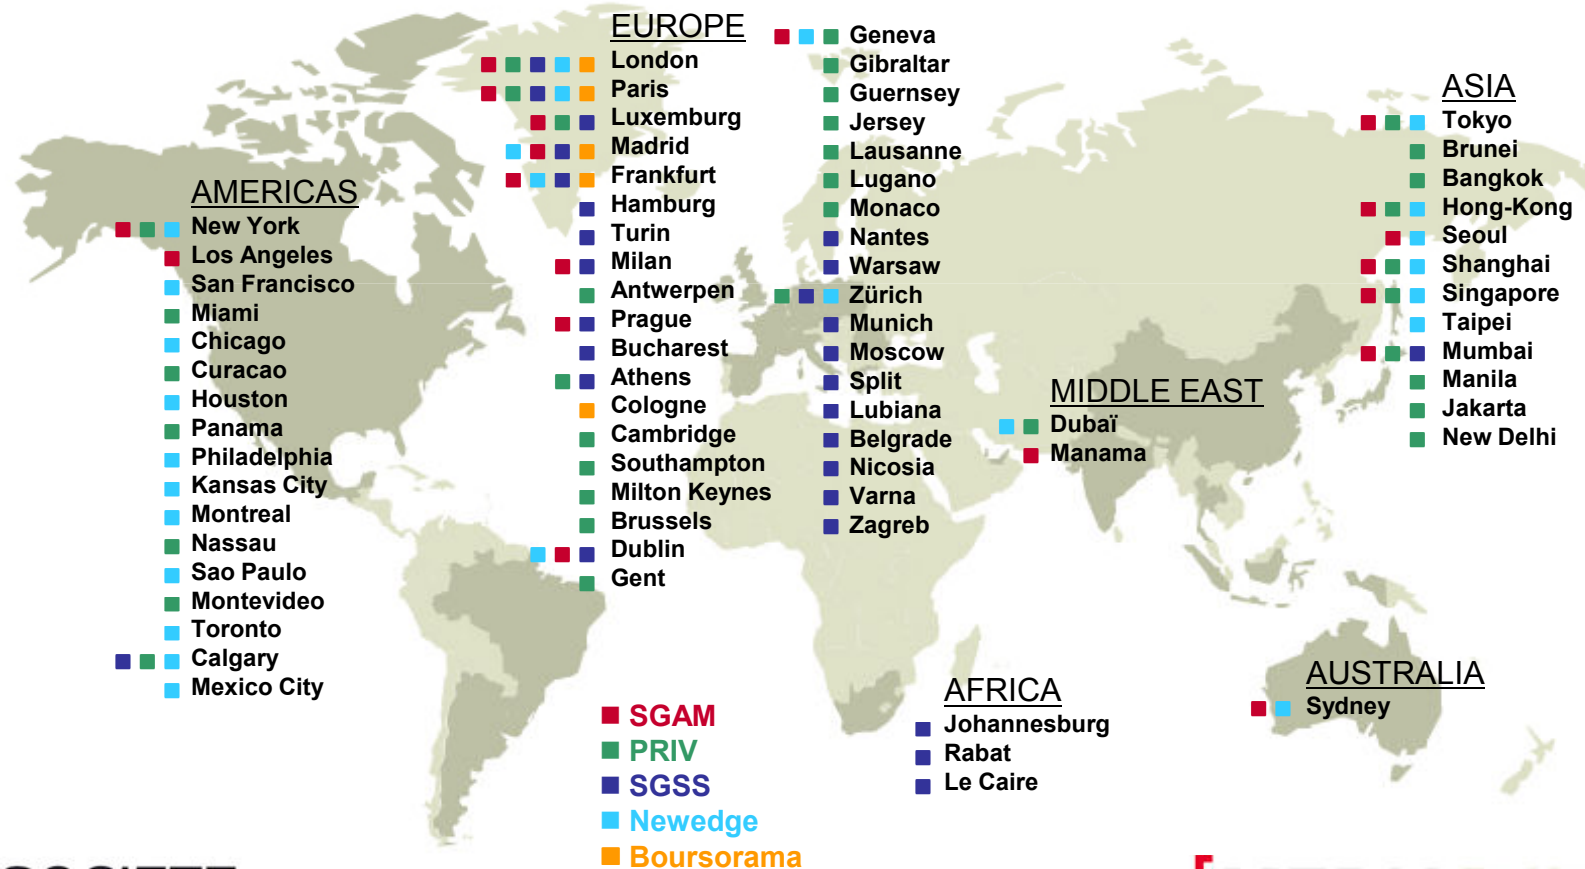 EUROPE
London
Paris
Luxemburg
Madrid
Frankfurt
Hamburg
Turin
Milan
Antwerpen
Prague
Bucharest
Athens
Cologne
Cambridge
Southampton
Milton Keynes
Brussels
Dublin
Gent
Geneva
Gibraltar
Guernsey
Jersey
Lausanne
Lugano
Monaco
Nantes
Warsaw
Zürich
Munich
Moscow
Split
Lubiana
Belgrade
Nicosia
Varna
Zagreb
ASIA
Tokyo
Brunei
Bangkok
Hong-Kong
Seoul
Shanghai
Singapore
Taipei
Mumbai
Manila
Jakarta
New Delhi
AMERICAS
New York
Los Angeles
San Francisco
Miami
Chicago
Curacao
Houston
Panama
Philadelphia
Kansas City
Montreal
Nassau
Sao Paulo
Montevideo
Toronto
Calgary
Mexico City
MIDDLE EAST
Dubaï
Manama
AFRICA
Johannesburg
Rabat
Le Caire
AUSTRALIA
Sydney
SGAM
PRIV
SGSS
Newedge
Boursorama